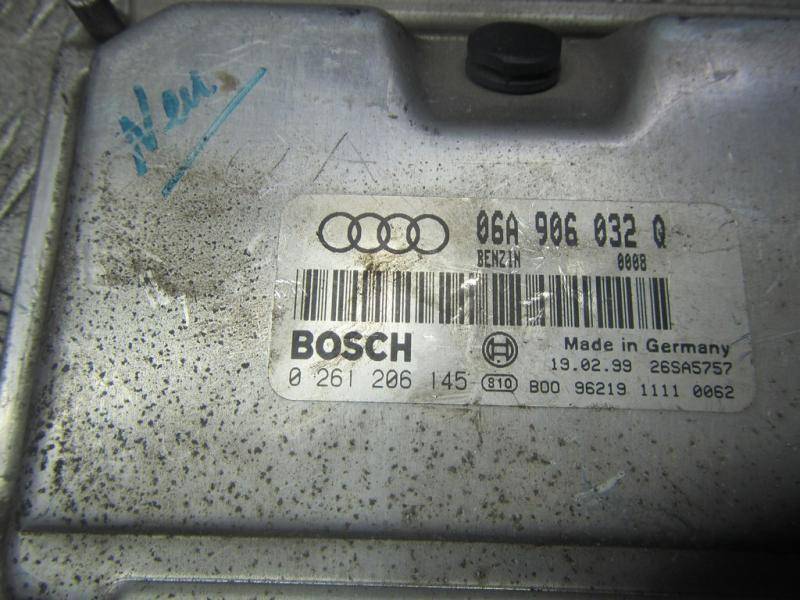 Neu
A
06A 906 032 Q
BENZIN 0008
BOSCH Made in Germany
19.02.99 26SA5757
0 261 206 145 810 B00 96219 1111 0062